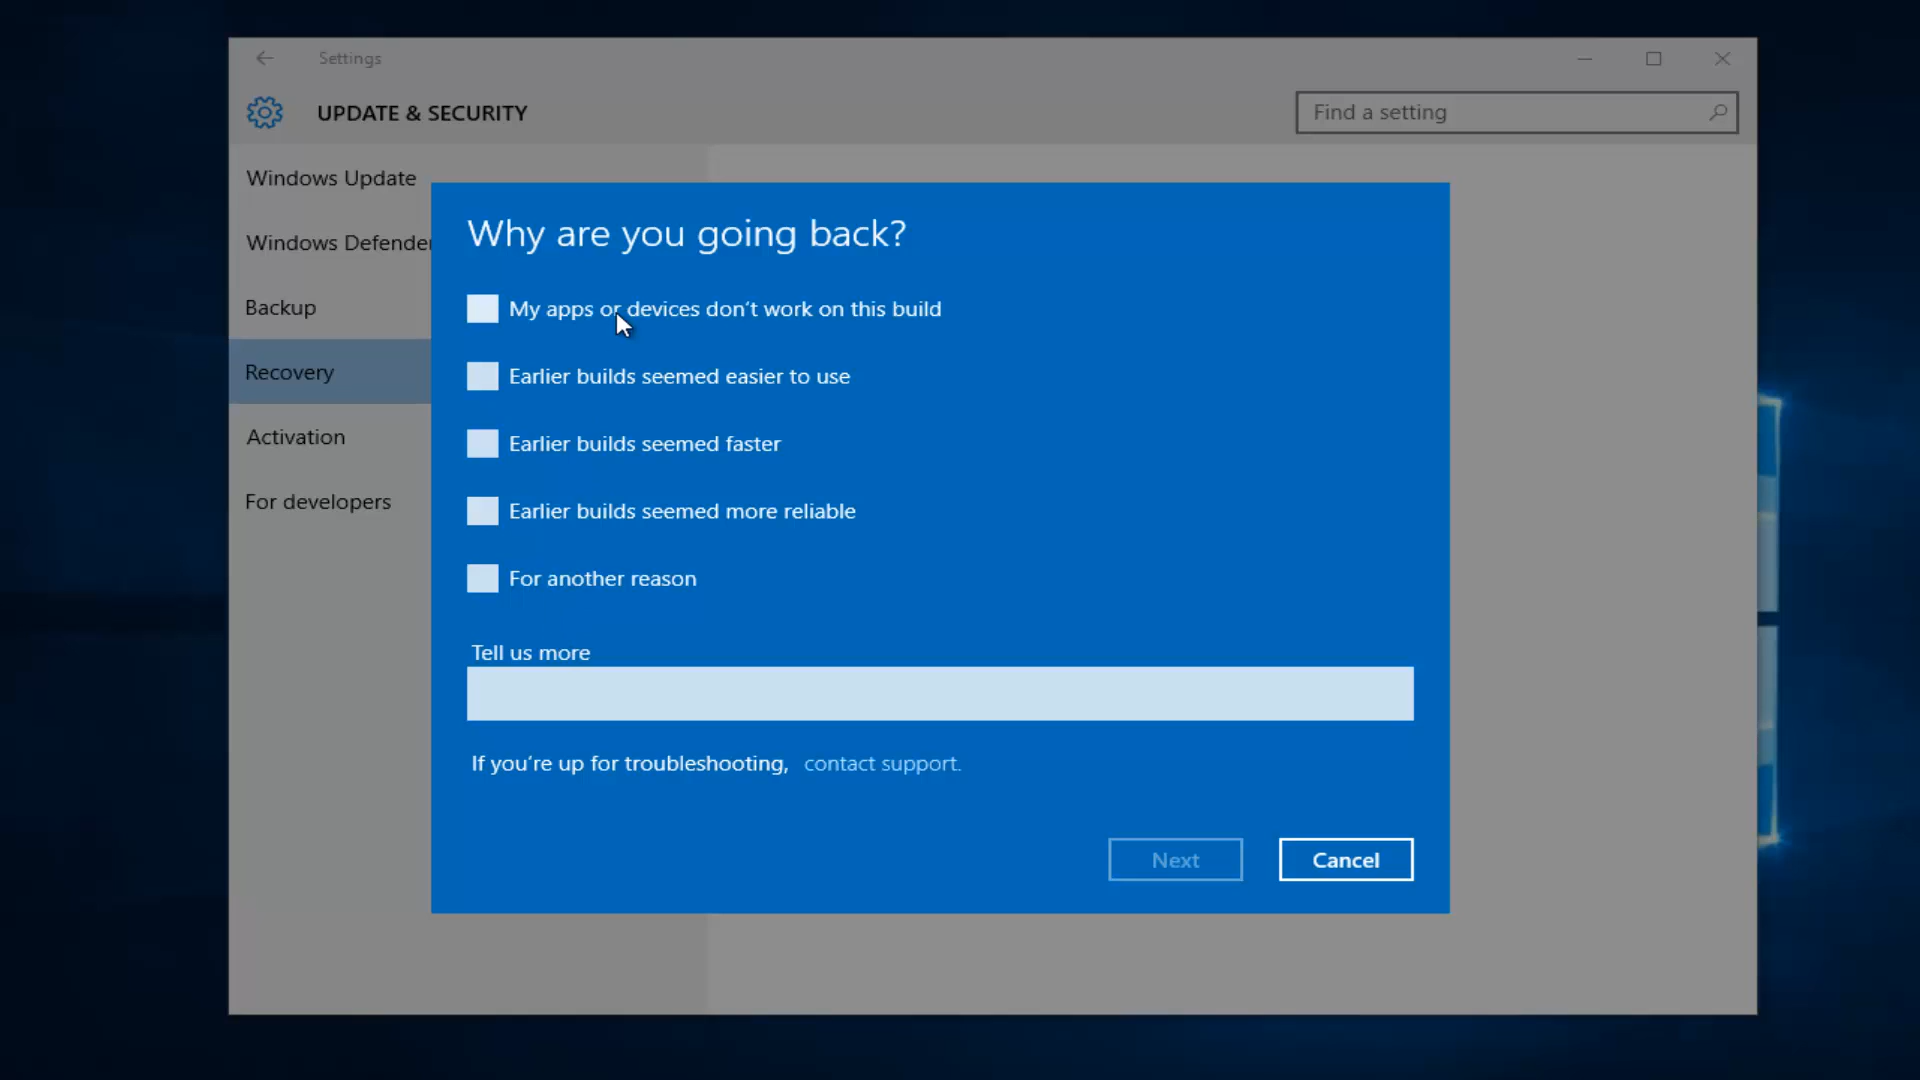 Settings
UPDATE & SECURITY
Find a setting
Windows Update
Windows Defender
Backup
Recovery
Activation
For developers
Why are you going back?
My apps or devices don't work on this build
Earlier builds seemed easier to use
Earlier builds seemed faster
Earlier builds seemed more reliable
For another reason
Tell us more
If you're up for troubleshooting, contact support.
Next
Cancel